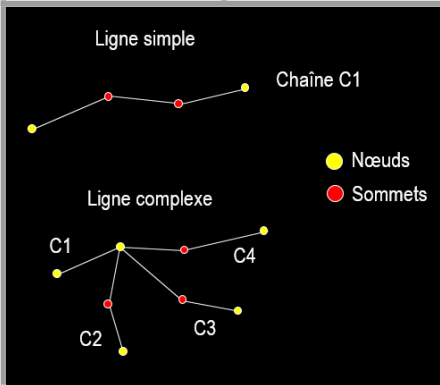 Ligne simple
Chaîne C1
Nœuds
Sommets
Ligne complexe
C1
C4
C3
C2